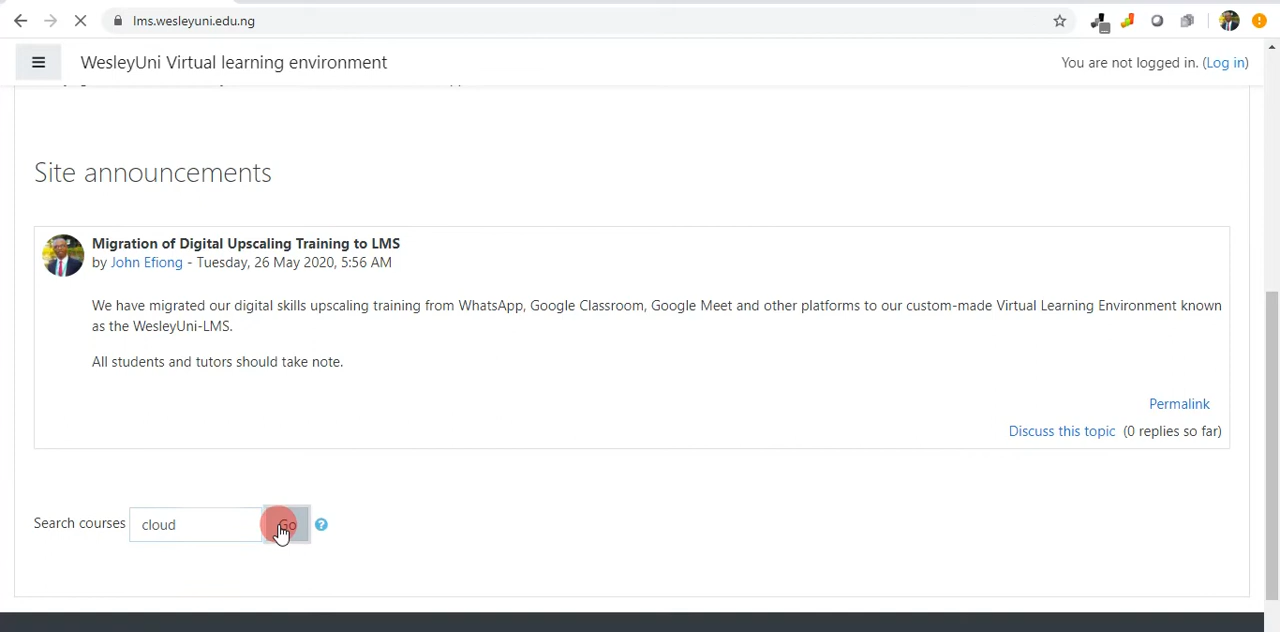 lms.wesleyuni.edu.ng
WesleyUni Virtual learning environment
You are not logged in. (Log in)
Site announcements
Migration of Digital Upscaling Training to LMS
by John Efiong - Tuesday, 26 May 2020, 5:56 AM
We have migrated our digital skills upscaling training from WhatsApp, Google Classroom, Google Meet and other platforms to our custom-made Virtual Learning Environment known
as the WesleyUni-LMS.
All students and tutors should take note.
Permalink
Discuss this topic (0 replies so far)
Search courses cloud Go